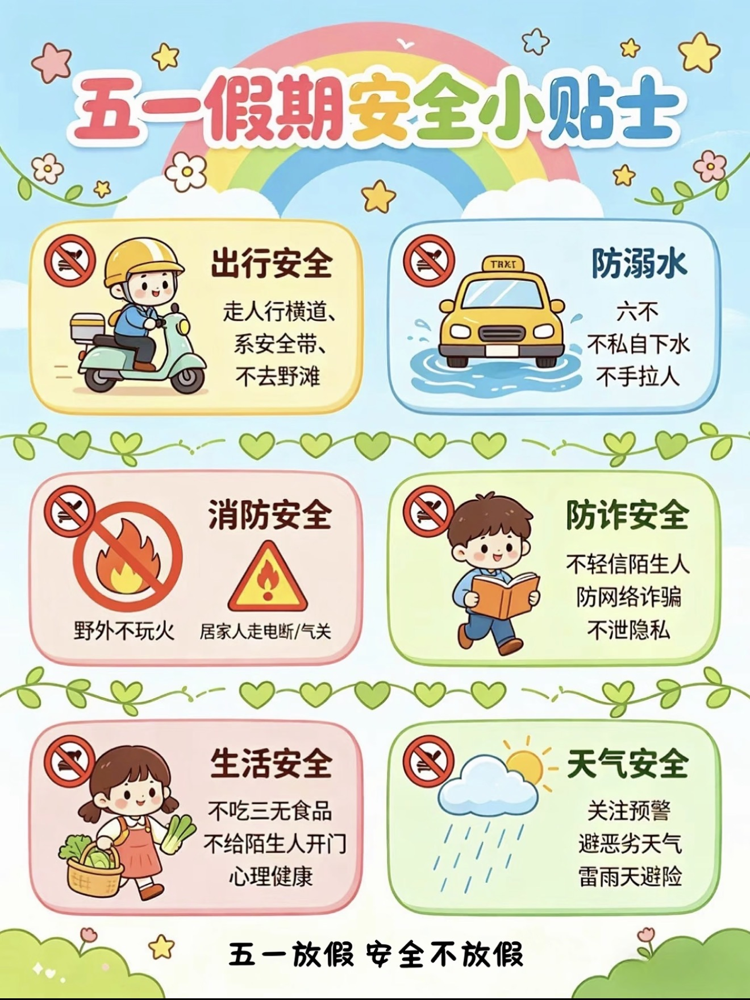 五一假期安全小贴士
出行安全
走人行横道、
系安全带、
不去野滩
TAXI
防溺水
六不
不私自下水
不手拉人
消防安全
野外不玩火
居家人走电断/气关
防诈安全
不轻信陌生人
防网络诈骗
不泄隐私
生活安全
不吃三无食品
不给陌生人开门
心理健康
天气安全
关注预警
避恶劣天气
雷雨天避险
五一放假 安全不放假